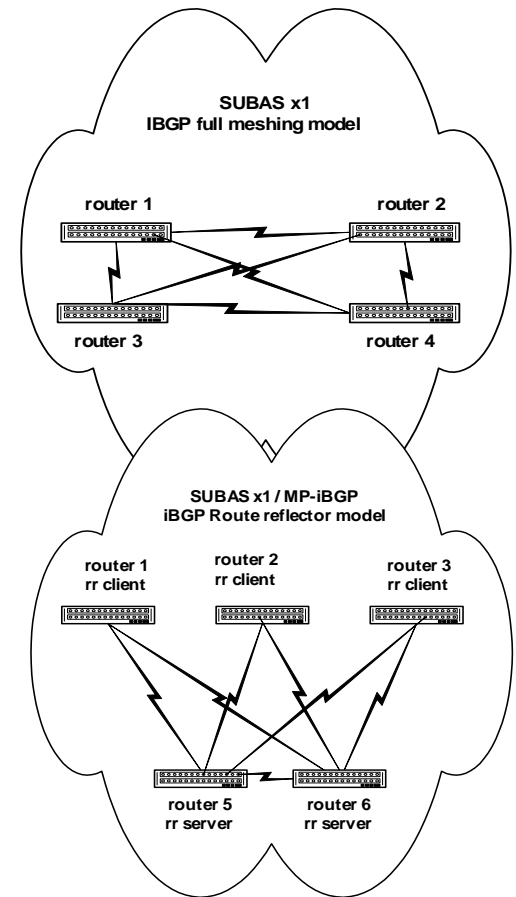 SUBAS x1
IBGP full meshing model
router 1
router 2
router 3
router 4
SUBAS x1 / MP-iBGP
iBGP Route reflector model
router 1
rr client
router 2
rr client
router 3
rr client
router 5
rr server
router 6
rr server